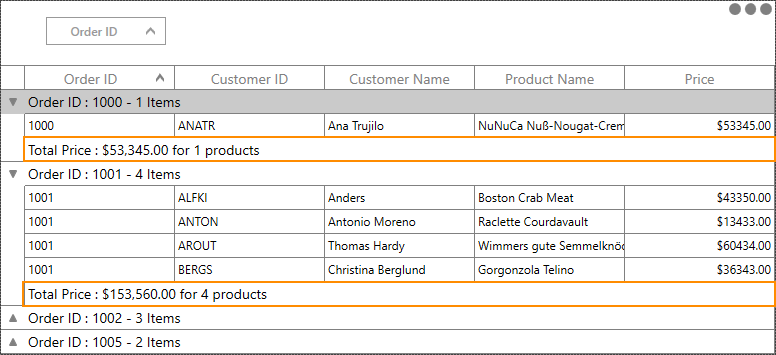 Order ID
Order ID Customer ID Customer Name Product Name Price
Order ID : 1000 - 1 Items
1000 ANATR Ana Trujilo NuNuCa Nuß-Nougat-Crem $53345.00
Total Price : $53,345.00 for 1 products
Order ID : 1001 - 4 Items
1001 ALFKI Anders Boston Crab Meat $43350.00
1001 ANTON Antonio Moreno Raclette Courdavault $13433.00
1001 AROUT Thomas Hardy Wimmers gute Semmelknöd $60434.00
1001 BERGS Christina Berglund Gorgonzola Telino $36343.00
Total Price : $153,560.00 for 4 products
Order ID : 1002 - 3 Items
Order ID : 1005 - 2 Items